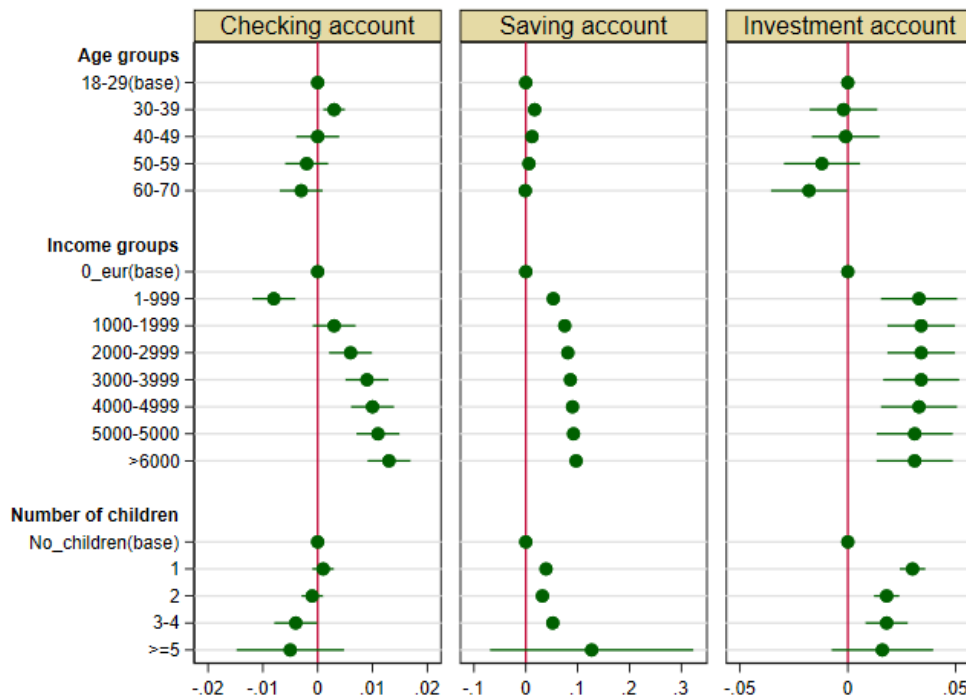 Checking account
Saving account
Investment account
Age groups
18-29(base)
30-39
40-49
50-59
60-70
Income groups
0_eur(base)
1-999
1000-1999
2000-2999
3000-3999
4000-4999
5000-5000
>6000
Number of children
No_children(base)
1
2
3-4
>=5
-.02 -.01 0 .01 .02
-.1 0 .1 .2 .3
-.05 0 .05